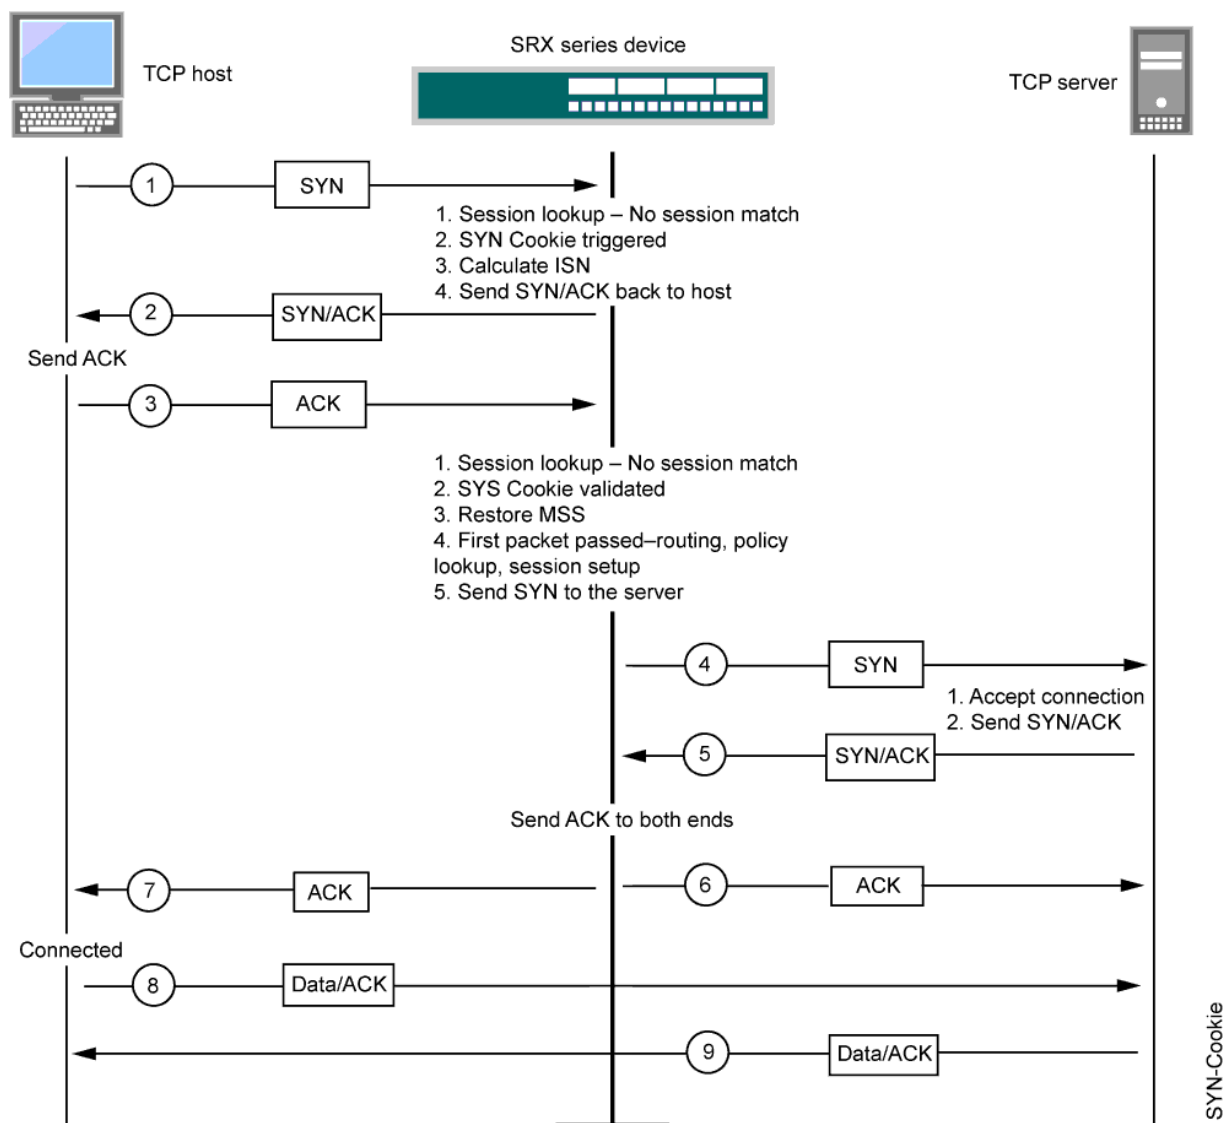 SRX series device
TCP host
TCP server
1
SYN
1. Session lookup – No session match
2. SYN Cookie triggered
3. Calculate ISN
4. Send SYN/ACK back to host
2
SYN/ACK
Send ACK
3
ACK
1. Session lookup – No session match
2. SYS Cookie validated
3. Restore MSS
4. First packet passed–routing, policy
lookup, session setup
5. Send SYN to the server
4
SYN
1. Accept connection
2. Send SYN/ACK
5
SYN/ACK
Send ACK to both ends
7
ACK
6
ACK
Connected
8
Data/ACK
9
Data/ACK
SYN-Cookie